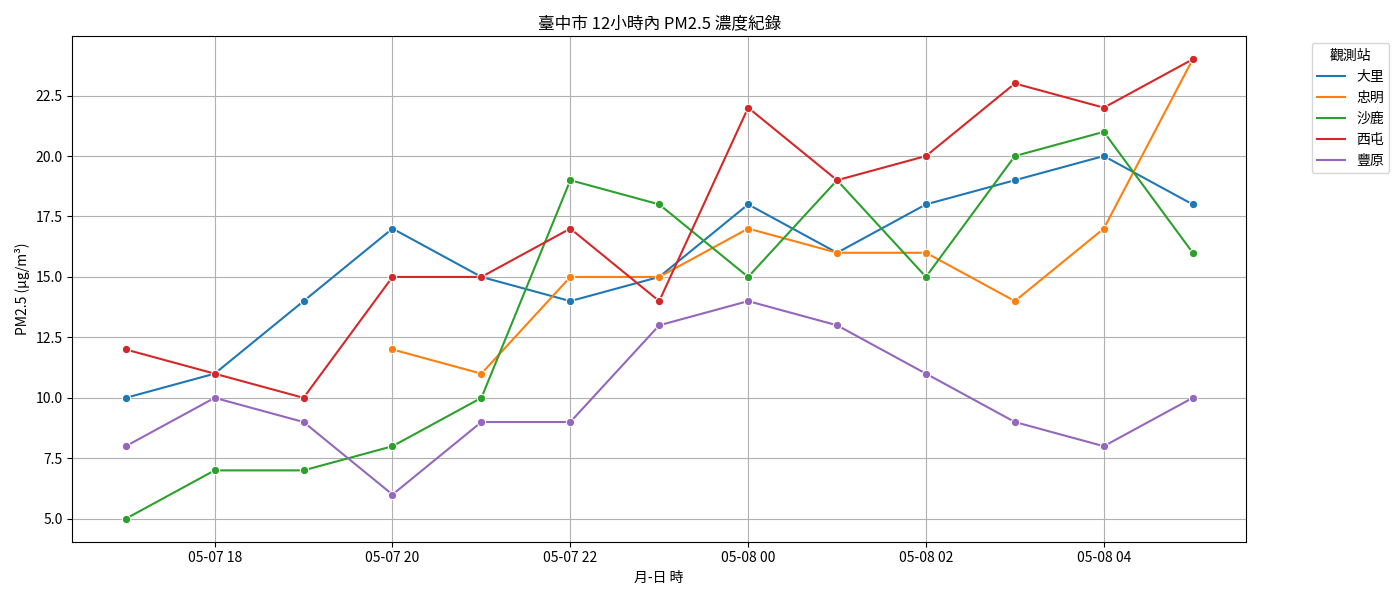 臺中市 12小時內 PM2.5 濃度紀錄
觀測站
大里
忠明
沙鹿
西屯
豐原
PM2.5 (μg/m³)
22.5
20.0
17.5
15.0
12.5
10.0
7.5
5.0
05-07 18
05-07 20
05-07 22
05-08 00
05-08 02
05-08 04
月-日 時